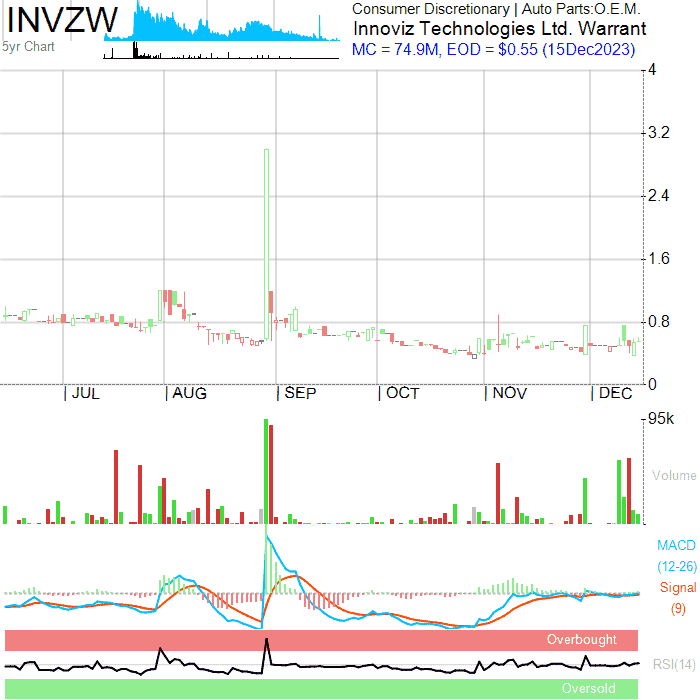 INVZW
5yr Chart
Consumer Discretionary | Auto Parts:O.E.M.
Innoviz Technologies Ltd. Warrant
MC = 74.9M, EOD = $0.55 (15Dec2023)
4
3.2
2.4
1.6
0.8
0
| JUL | AUG | SEP | OCT | NOV | DEC
95k
Volume
MACD
(12-26)
Signal
(9)
Overbought
RSI(14)
Oversold